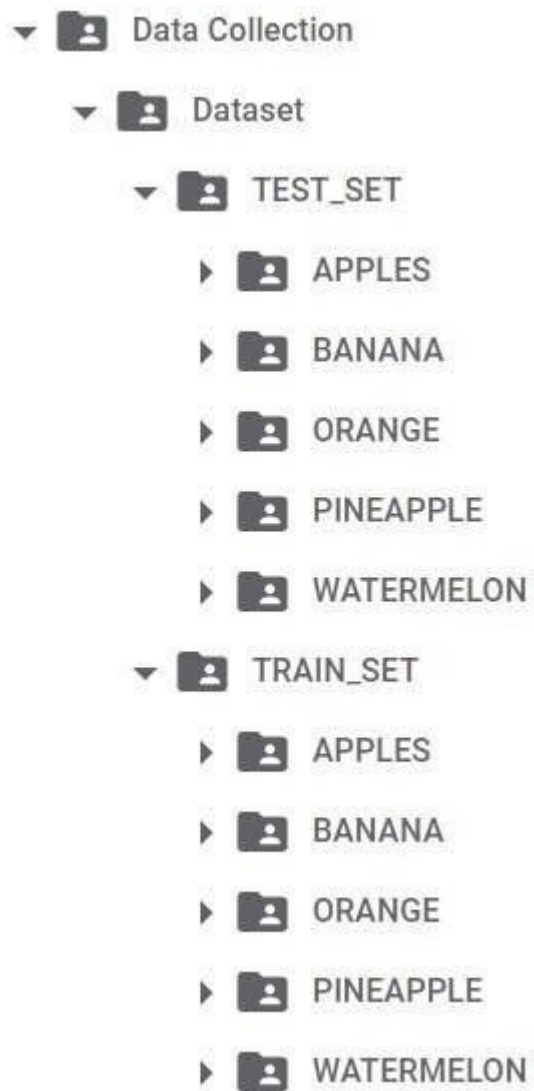 Data Collection
Dataset
TEST_SET
APPLES
BANANA
ORANGE
PINEAPPLE
WATERMELON
TRAIN_SET
APPLES
BANANA
ORANGE
PINEAPPLE
WATERMELON